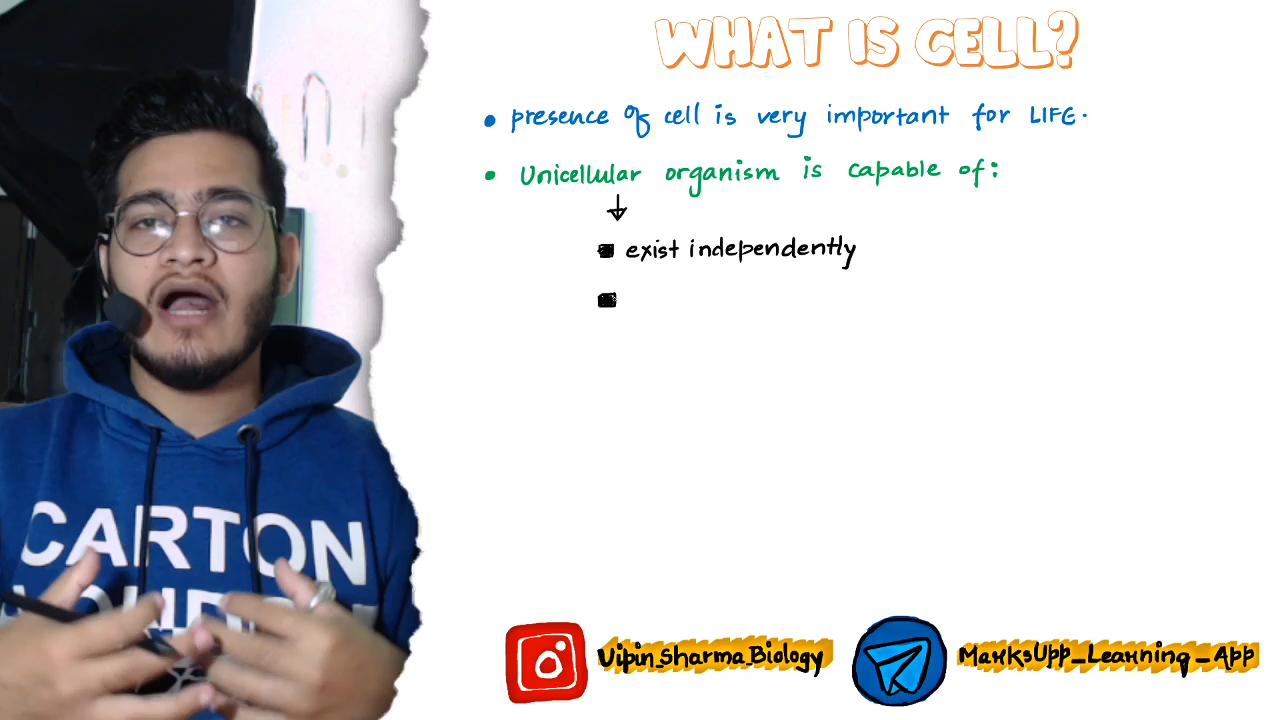 WHAT IS CELL?
• presence of cell is very important for LIFE.
• Unicellular organism is capable of:
exist independently
CARTON
LONDON
Vipin_Sharma_Biology
MarksUpp_Learning_App